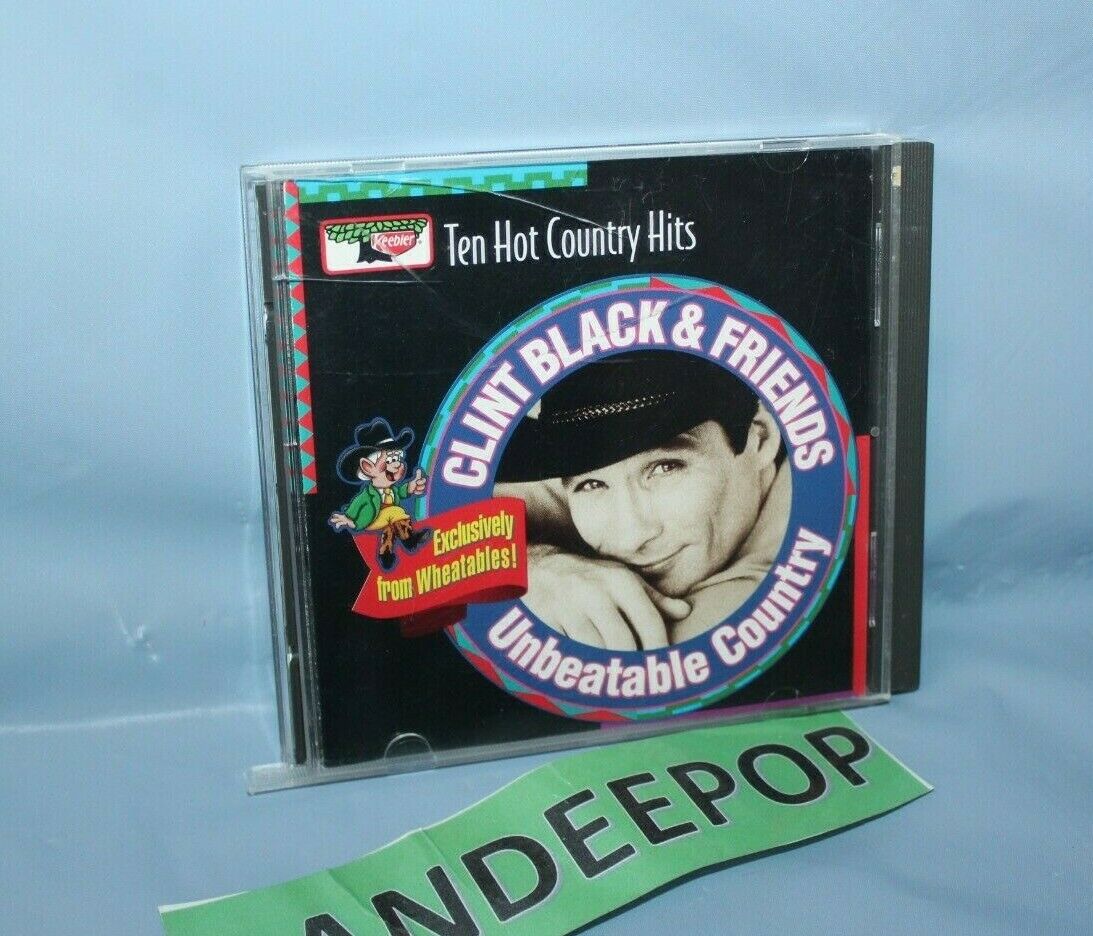 Keebler
Ten Hot Country Hits
CLINT BLACK & FRIENDS
Exclusively
from Wheatables!
Unbeatable Country
ANDEEPOP